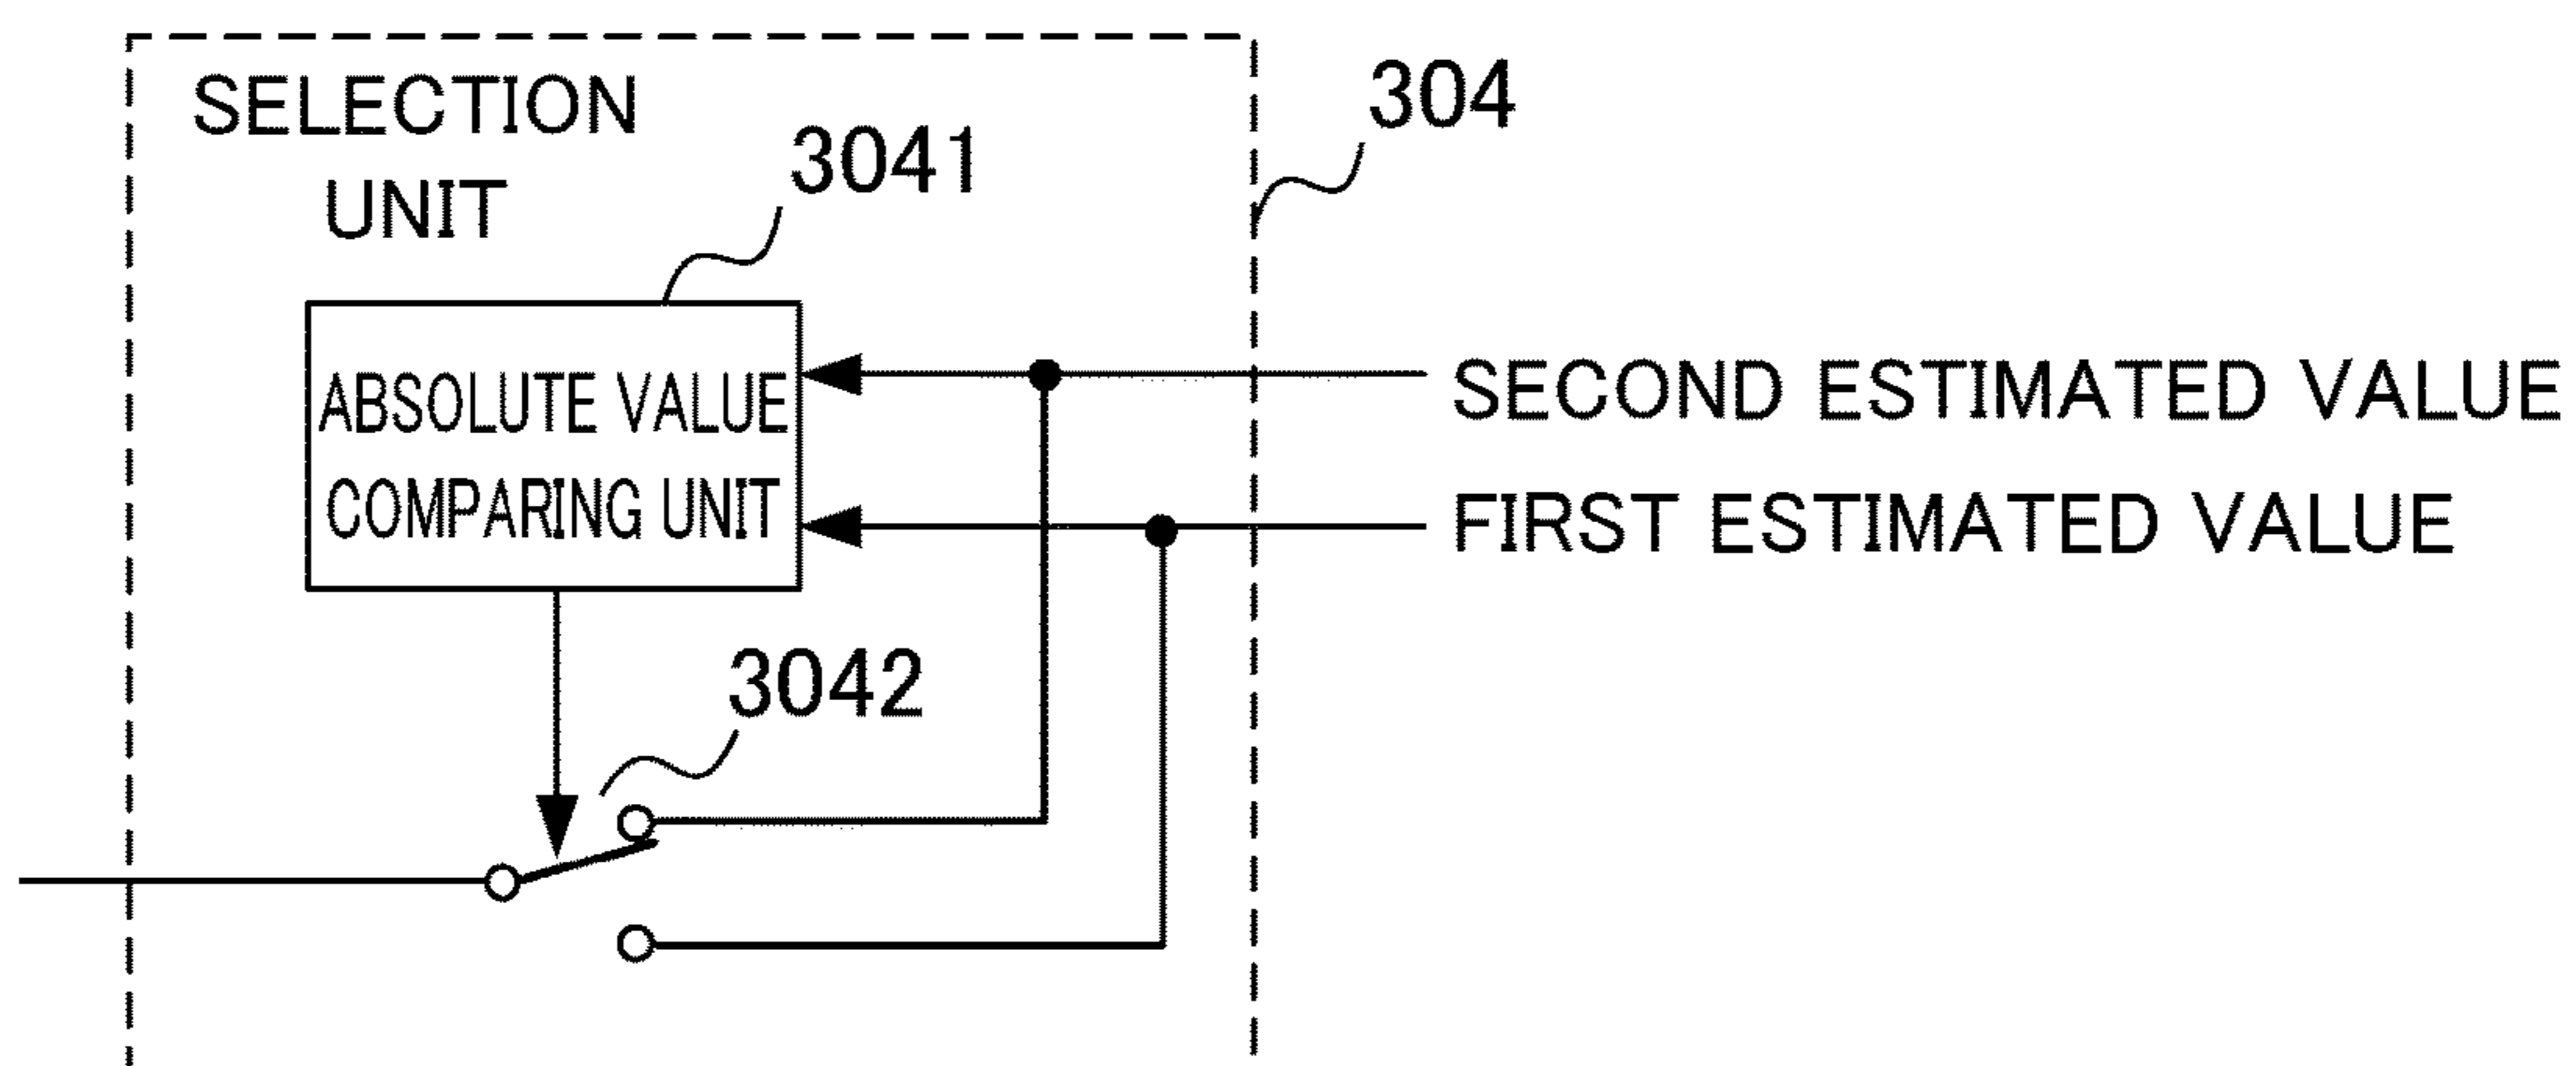 SELECTION
UNIT
304
3041
ABSOLUTE VALUE
COMPARING UNIT
SECOND ESTIMATED VALUE
FIRST ESTIMATED VALUE
3042